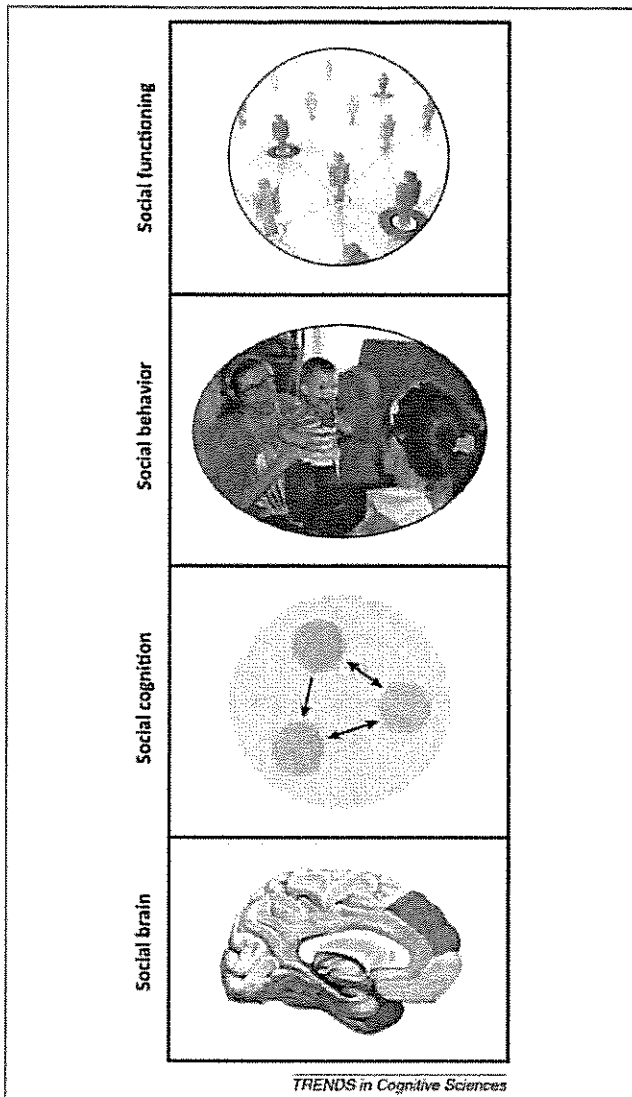 Social functioning
Social behavior
Social cognition
Social brain
TRENDS in Cognitive Sciences